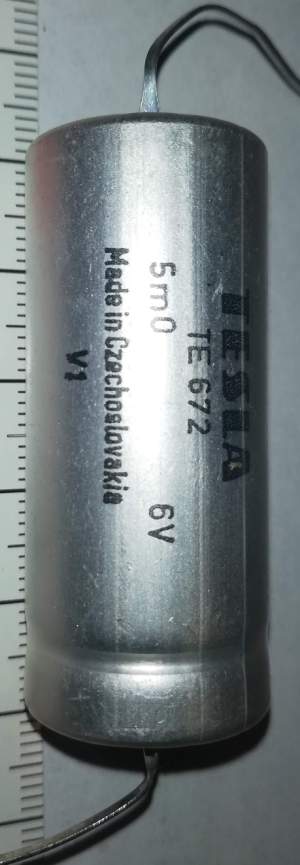 TESLA
TE 672
5m0 6V
Made in Czechoslovakia
V1